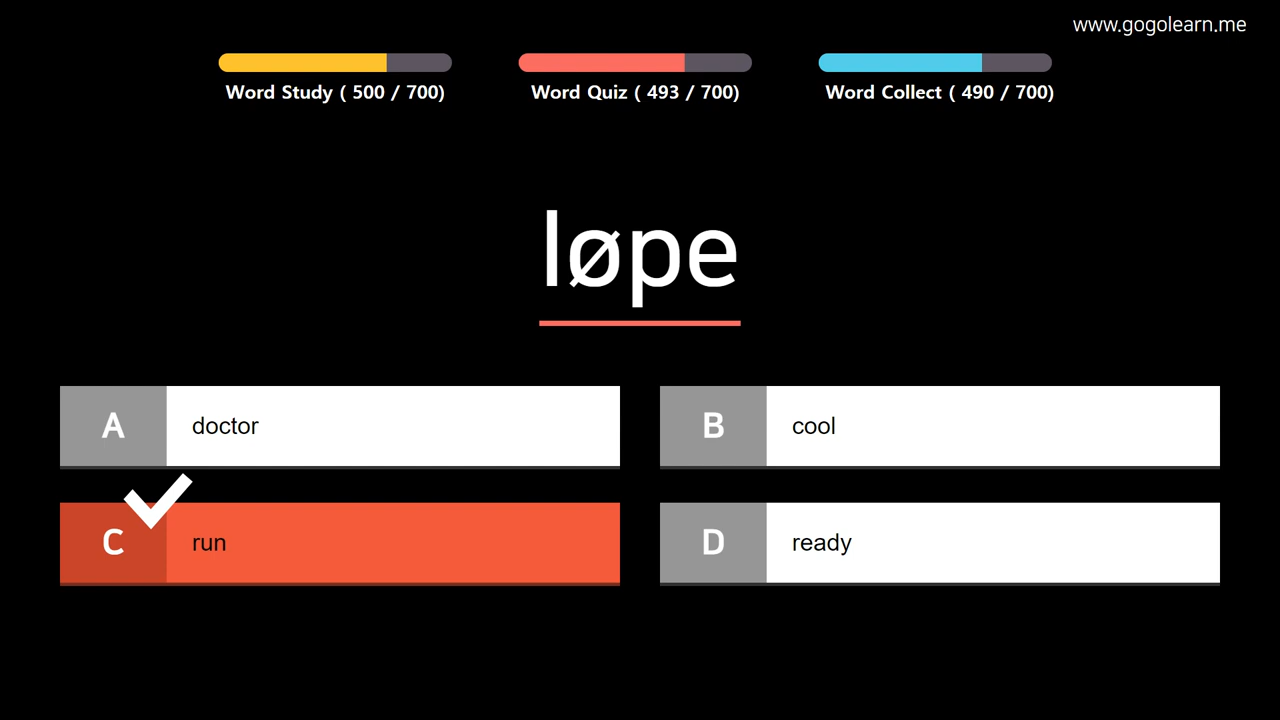 www.gogolearn.me
Word Study ( 500 / 700)
Word Quiz ( 493 / 700)
Word Collect ( 490 / 700)
løpe
A doctor
B cool
C run
D ready